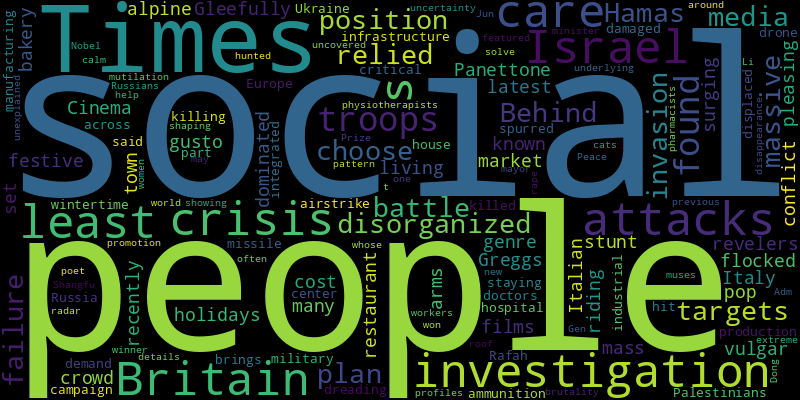 alpine Gleefully Ukraine position uncertainty Jun care Hamas around media
manufacturing bakery Times infrastructure relied featured minister damaged drone
Nobel calm hunted uncovered critical s Panettone solve Israel underlying Li pleasing
unexplained mutilation Russians help Europe latest Behind massive
social
Cinema killing physiotherapists troops spurred invasion found surging displaced
across shaping gusto Prize choose house known pharmacists disappearance
festive said part may pattern living market cats Peace conflict
set town women dominated integrated one t killed rape mayor previous
wintertime world showing airstrike battle
least crisis disorganized attacks
people
promotion missile whose genre stunt revelers
poet often cost Greggs Italian flocked
failure Shangfu recently center many arms new staying riding Italy muses
Russia radar holidays restaurant doctors hospital industrial pop hit Adm targets
workers won films Gen production
winner details brings military Rafah mass vulgar extreme
demand crowd plan roof investigation Dong
campaign Britain dreading profiles ammunition brutality Palestinians